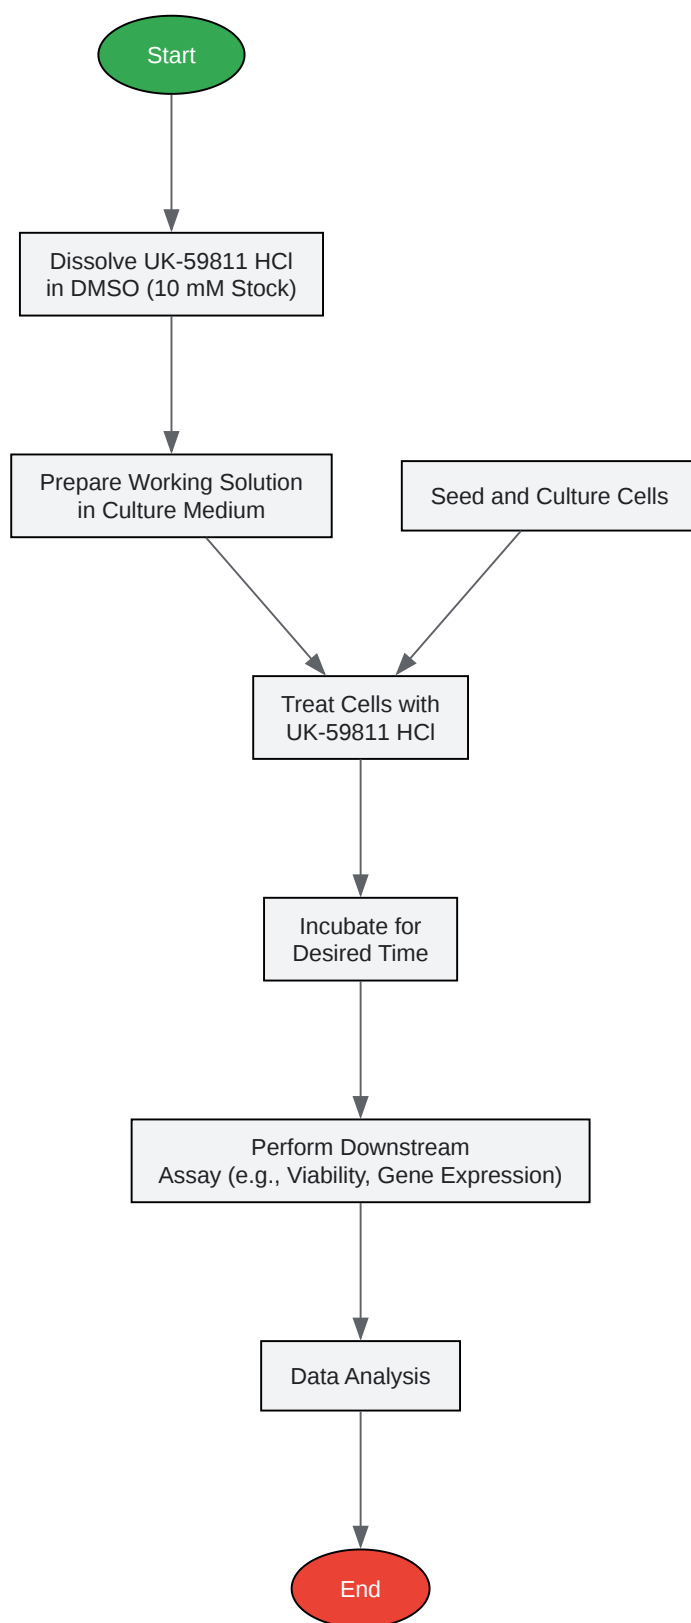 Start
Dissolve UK-59811 HCl
in DMSO (10 mM Stock)
Prepare Working Solution
in Culture Medium
Seed and Culture Cells
Treat Cells with
UK-59811 HCl
Incubate for
Desired Time
Perform Downstream
Assay (e.g., Viability, Gene Expression)
Data Analysis
End